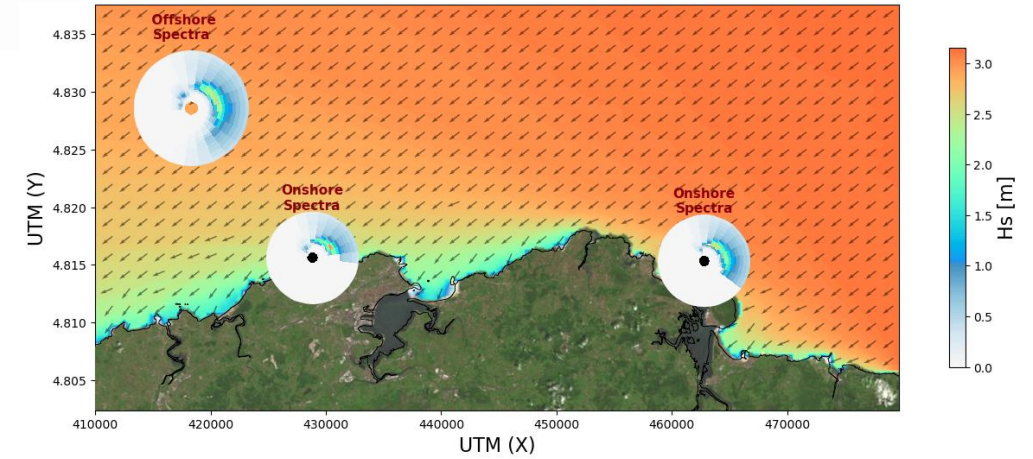 Offshore
Spectra
Onshore
Spectra
Onshore
Spectra
4.835
4.830
4.825
4.820
4.815
4.810
4.805
UTM (Y)
410000
420000
430000
440000
450000
460000
470000
UTM (X)
3.0
2.5
2.0
1.5
1.0
0.5
0.0
Hs [m]